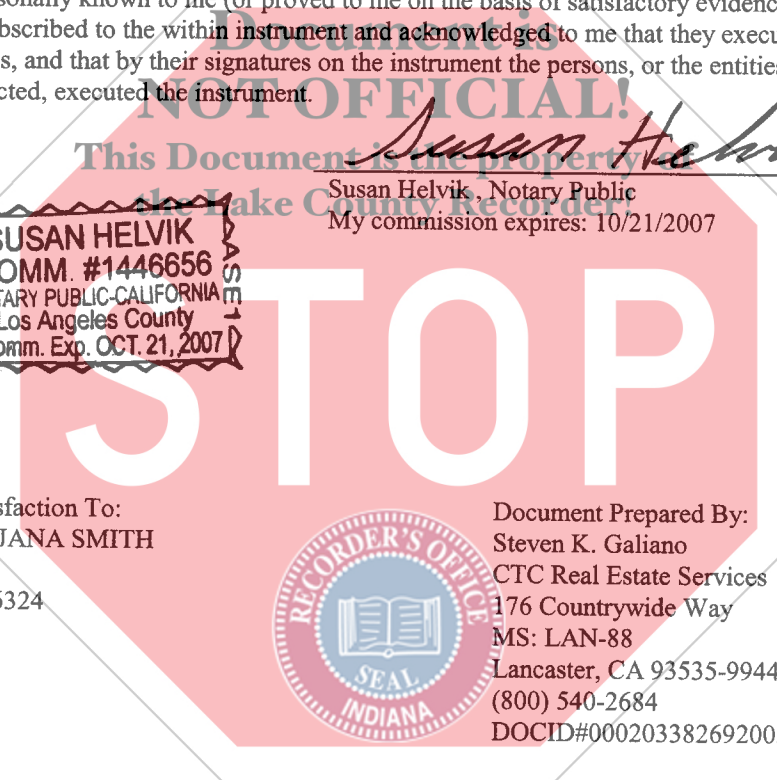 sonally known to me (or proved to me on the basis of satisfactory evidenc
bscribed to the within instrument and acknowledged to me that they execu
s, and that by their signatures on the instrument the persons, or the entities
cted, executed the instrument.
Document is
NOT OFFICIAL!
This Document is the property of
the Lake County Recorder!
Susan Helv
Susan Helvik , Notary Public
My commission expires: 10/21/2007
SUSAN HELVIK
OMM. #1446656
TARY PUBLIC-CALIFORNIA
Los Angeles County
omm. Exp. OCT. 21, 2007
STOP
sfaction To:
JANA SMITH
6324
RECORDER'S OFFICE
SEAL
INDIANA
Document Prepared By:
Steven K. Galiano
CTC Real Estate Services
176 Countrywide Way
MS: LAN-88
Lancaster, CA 93535-9944
(800) 540-2684
DOCID#00020338269200